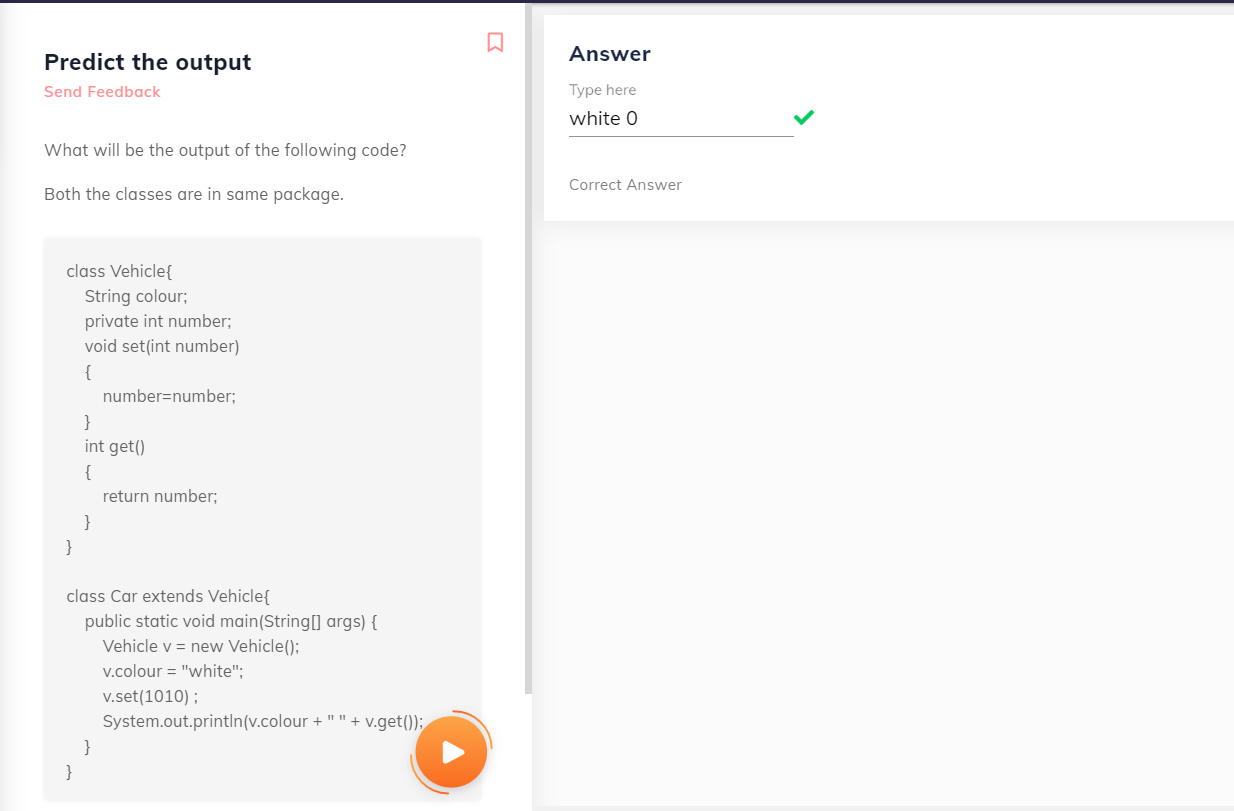 Predict the output
Send Feedback
What will be the output of the following code?
Both the classes are in same package.
class Vehicle{
String colour;
private int number;
void set(int number)
{
number=number;
}
int get()
{
return number;
}
}
class Car extends Vehicle{
public static void main(String[] args) {
Vehicle v = new Vehicle();
v.colour = "white";
v.set(1010) ;
System.out.println(v.colour + " " + v.get());
}
}
Answer
Type here
white 0
Correct Answer